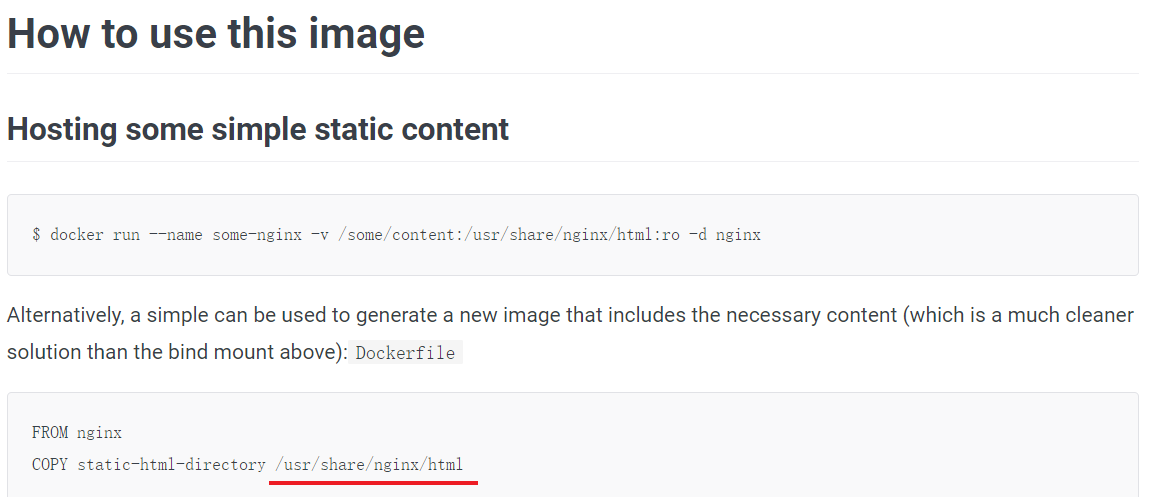 How to use this image
Hosting some simple static content
$ docker run --name some-nginx -v /some/content:/usr/share/nginx/html:ro -d nginx
Alternatively, a simple can be used to generate a new image that includes the necessary content (which is a much cleaner
solution than the bind mount above): Dockerfile
FROM nginx
COPY static-html-directory /usr/share/nginx/html